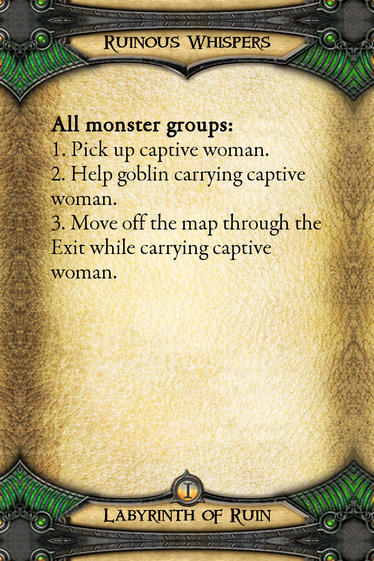 Ruinous Whispers
All monster groups:
1. Pick up captive woman.
2. Help goblin carrying captive
woman.
3. Move off the map through the
Exit while carrying captive
woman.
I
Labyrinth of Ruin